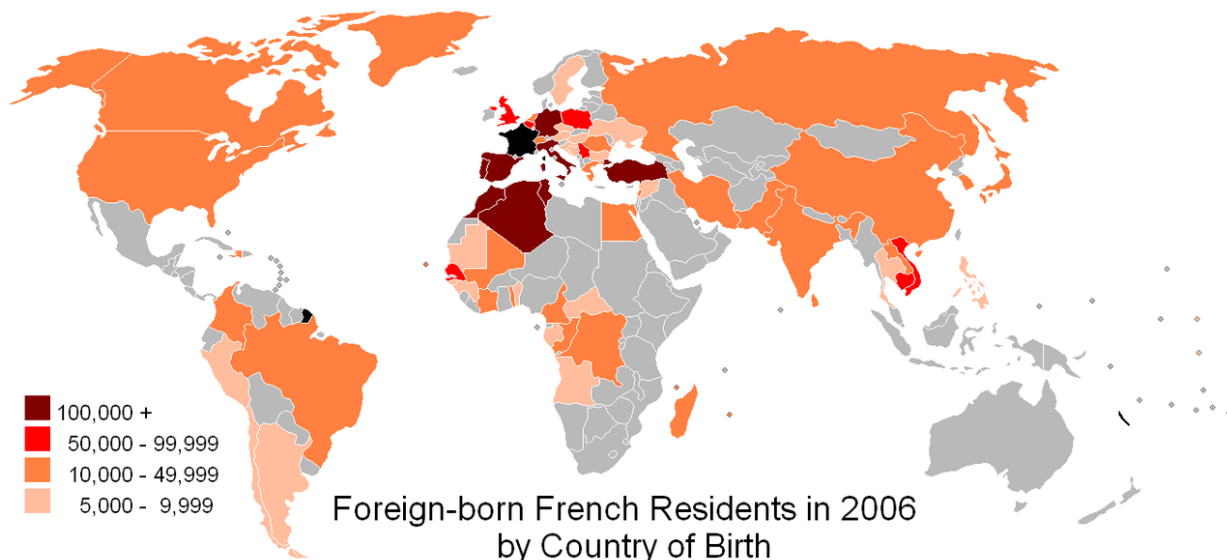 100,000 +
50,000 - 99,999
10,000 - 49,999
5,000 - 9,999
Foreign-born French Residents in 2006
by Country of Birth